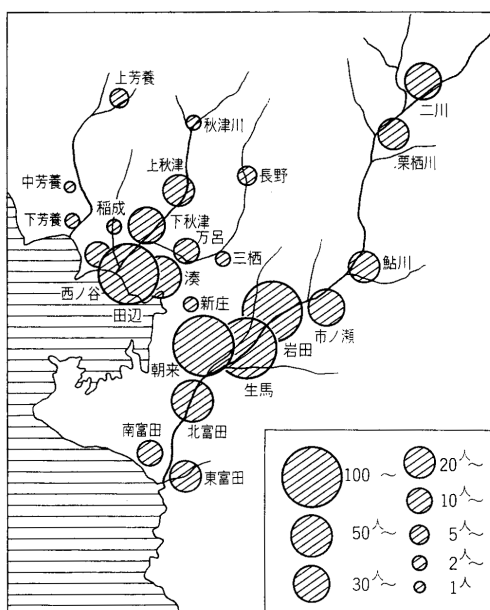 上芳養
秋津川
二川
上秋津
栗栖川
長野
中芳養
稲成
下芳養
下秋津
万呂
三栖
鮎川
西ノ谷
湊
新庄
田辺
市ノ瀬
岩田
朝来
生馬
南富田
北富田
東富田
100 〜
50人〜
30人〜
20人〜
10人〜
5人〜
2人〜
1人